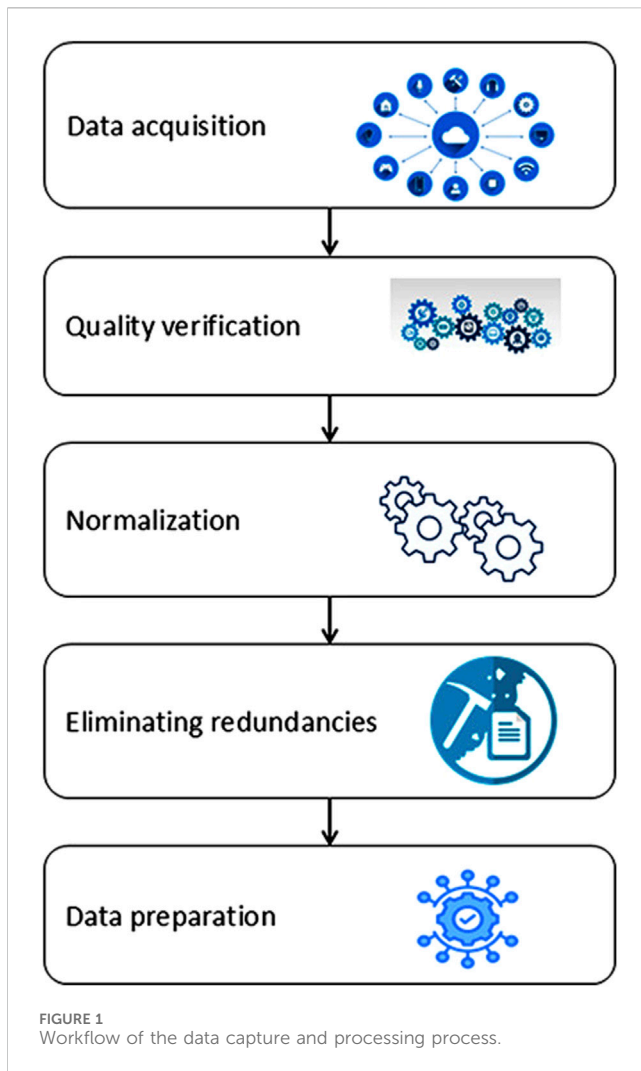 Data acquisition
Quality verification
Normalization
Eliminating redundancies
Data preparation
FIGURE 1
Workflow of the data capture and processing process.